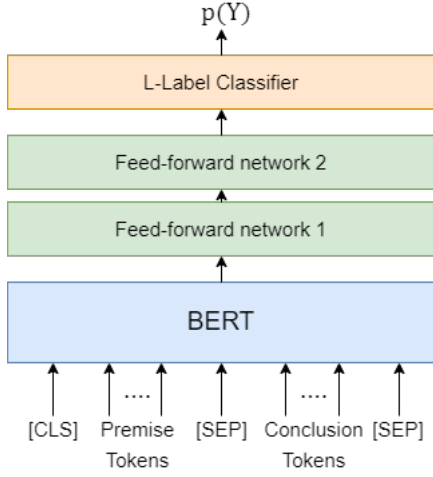 p(Y)
L-Label Classifier
Feed-forward network 2
Feed-forward network 1
BERT
.... ....
[CLS] Premise [SEP] Conclusion [SEP]
Tokens Tokens